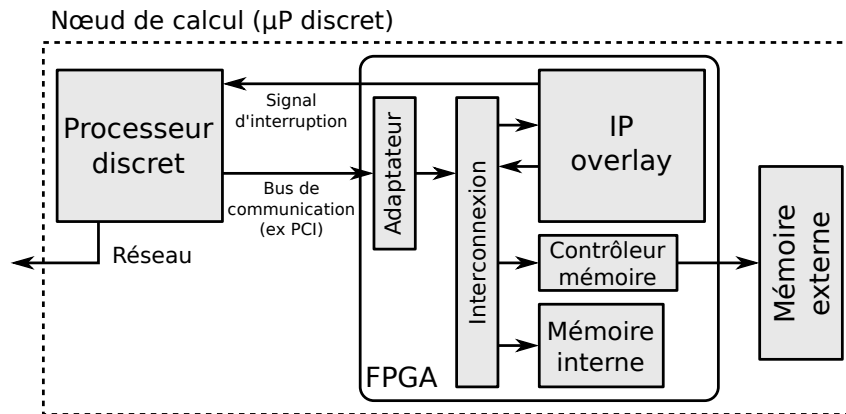 Nœud de calcul (µP discret)
Processeur
discret
Signal
d'interruption
Bus de
communication
(ex PCI)
Réseau
Adaptateur
Interconnexion
IP
overlay
Contrôleur
mémoire
Mémoire
interne
FPGA
Mémoire
externe